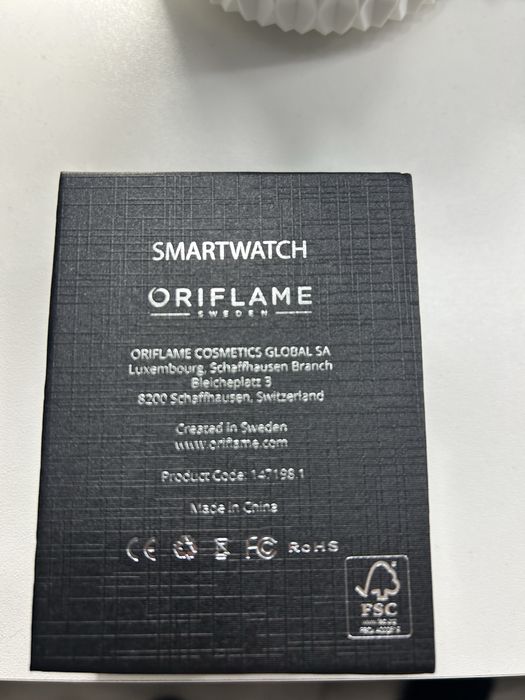 SMARTWATCH
ORIFLAME
SWEDEN
ORIFLAME COSMETICS GLOBAL SA
Luxembourg, Schaffhausen Branch
Bleicheplatt 3
8200 Schaffhausen, Switzerland
Created in Sweden
www.oriflame.com
Product Code: 147198.1
Made in China
CE FC RoHS
FSC